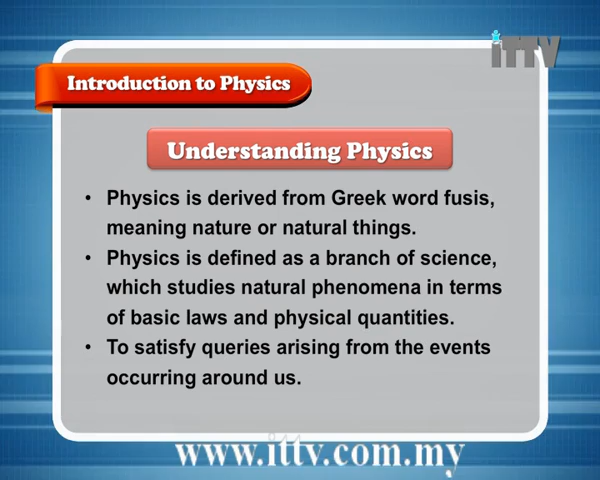 iTTV
Introduction to Physics
Understanding Physics
• Physics is derived from Greek word fusis,
meaning nature or natural things.
• Physics is defined as a branch of science,
which studies natural phenomena in terms
of basic laws and physical quantities.
• To satisfy queries arising from the events
occurring around us.
www.ittv.com.my